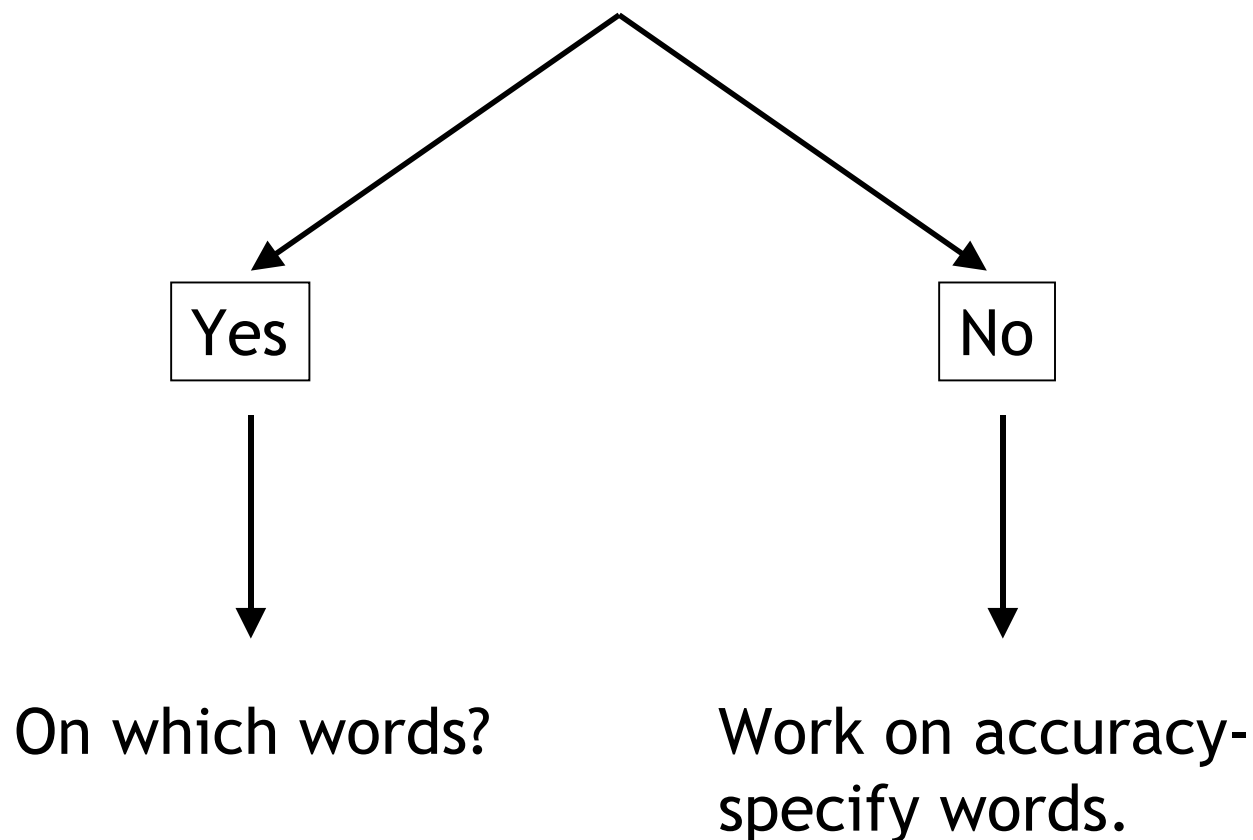 Yes
No
On which words?
Work on accuracy-
specify words.